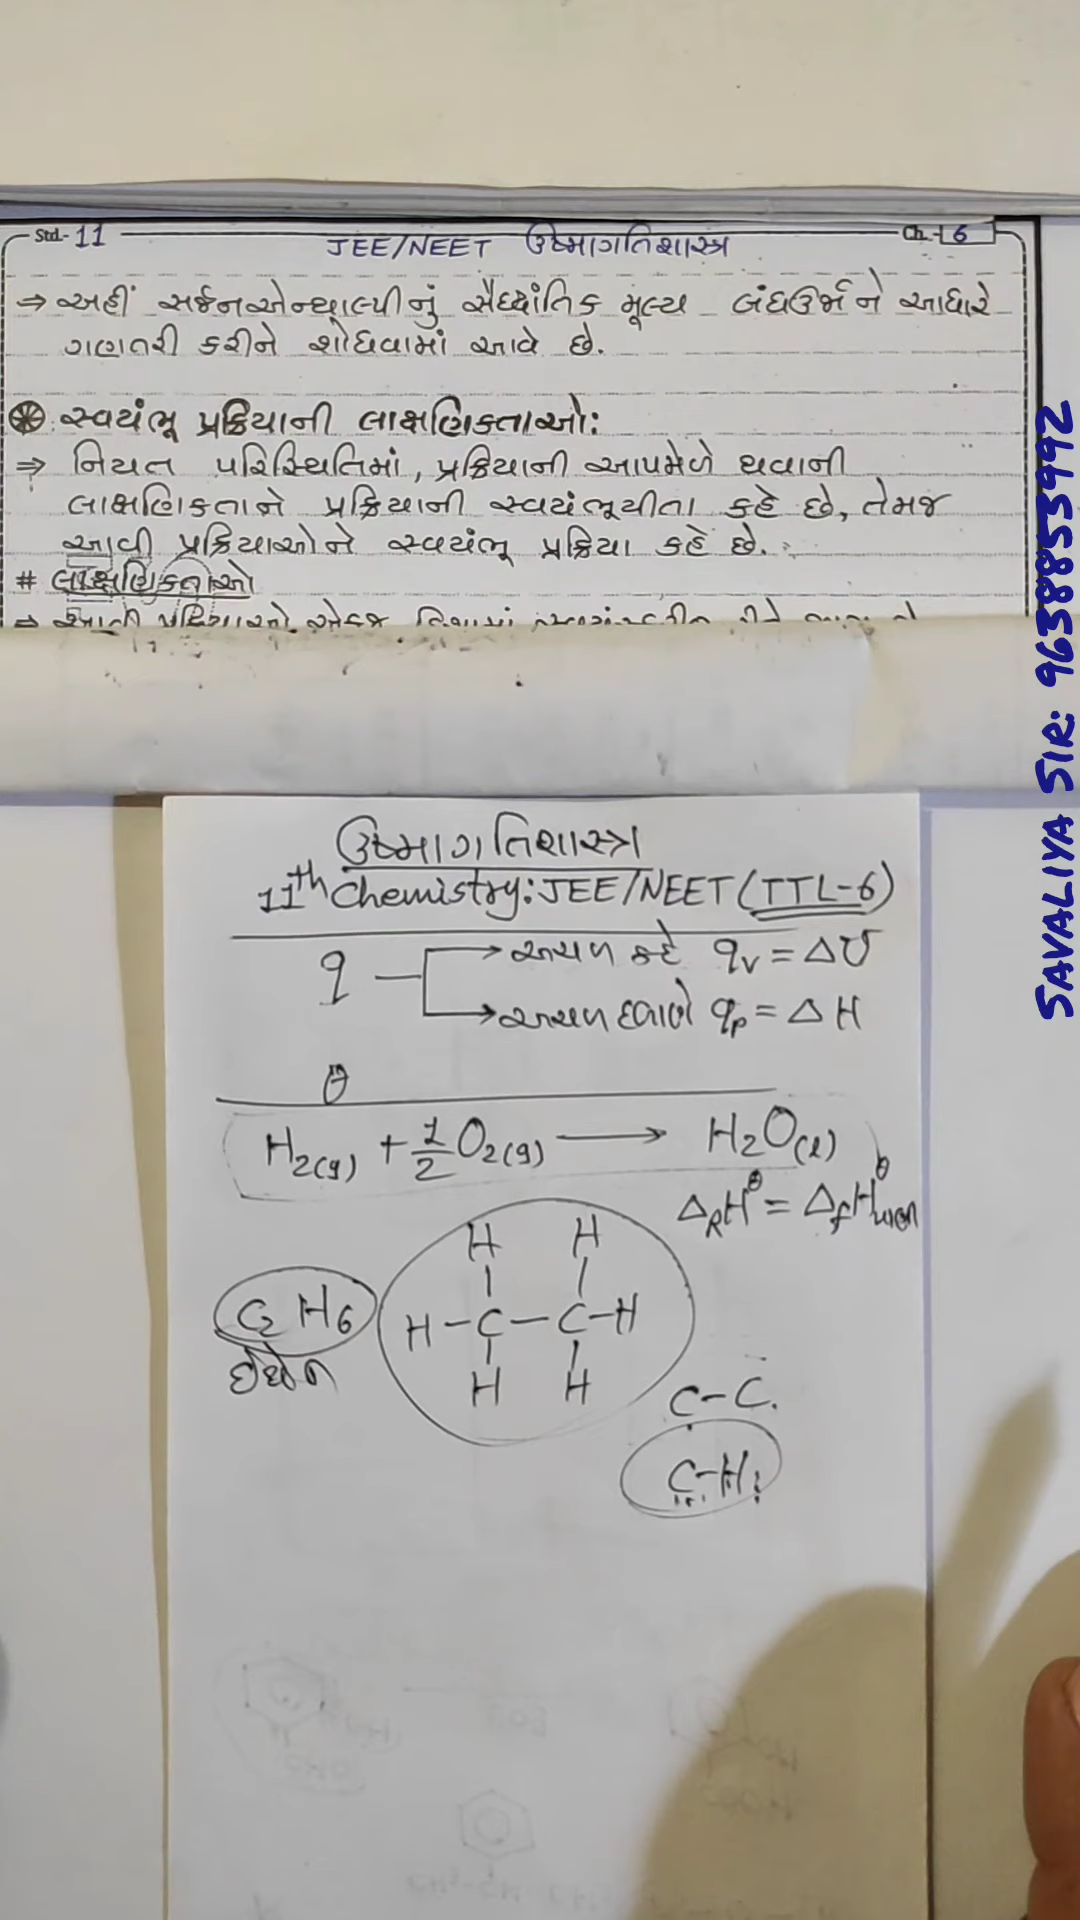 Std.-11 JEE/NEET ઉષ્માગતિશાસ્ત્ર Ch.-6
⇒ અહીં સર્જનએન્થાલ્પીનું સૈધ્ધાંતિક મૂલ્ય બંધઉર્જાને આધારે
ગણતરી કરીને શોધવામાં આવે છે.
સ્વયંભૂ પ્રક્રિયાની લાક્ષણિકતાઓ:
⇒ નિયત પરિસ્થિતિમાં, પ્રક્રિયાની આપમેળે થવાની
લાક્ષણિકતાને પ્રક્રિયાની સ્વયંભૂયીતા કહે છે, તેમજ
આવી પ્રક્રિયાઓને સ્વયંભૂ પ્રક્રિયા કહે છે.
# લાક્ષણિકતાઓ
SAVALIYA SIR: 9638853992
ઉષ્માગતિશાસ્ત્ર
11th Chemistry: JEE/NEET (TTL-6)
q → અચળ કદે qv = ΔU
→ અચળ દબાણે qp = ΔH
θ
H2(g) + 1/2 O2(g) ⟶ H2O(l)
ΔRHθ = ΔfHθ
H H
C2H6 H-C-C-H
ઈથેન H H
C-C.
C-H